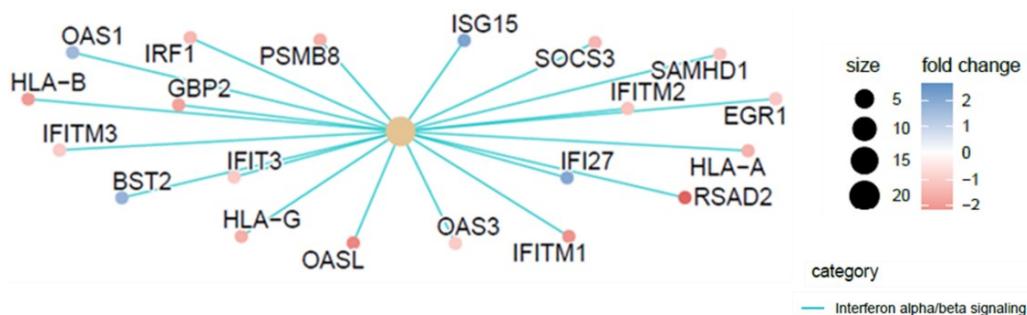 OAS1
IRF1
PSMB8
ISG15
SOCS3
SAMHD1
HLA−B
GBP2
IFITM2
EGR1
IFITM3
IFIT3
IFI27
HLA−A
BST2
RSAD2
HLA−G
OAS3
OASL
IFITM1
size
5
10
15
20
fold change
2
1
0
−1
−2
category
Interferon alpha/beta signaling